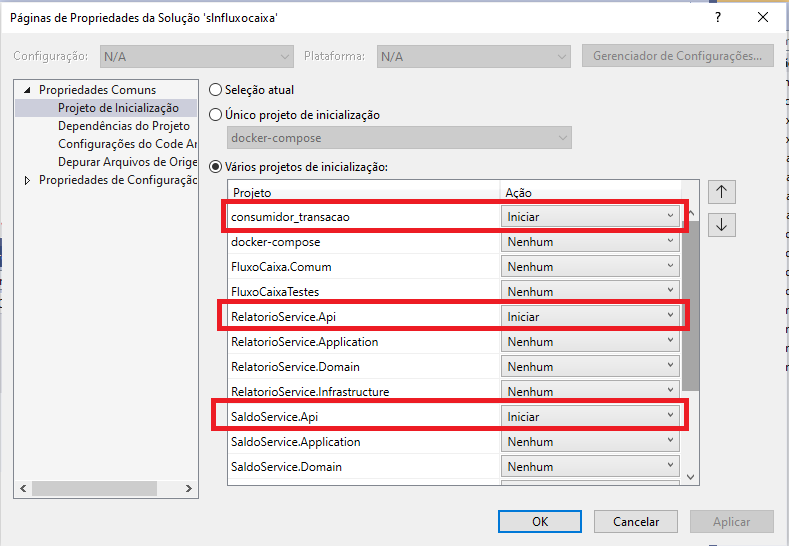 Páginas de Propriedades da Solução 'slnfluxocaixa'
?
Configuração: N/A Plataforma: N/A Gerenciador de Configurações...
Propriedades Comuns
Projeto de Inicialização
Dependências do Projeto
Configurações do Code An
Depurar Arquivos de Orige
Propriedades de Configuração
Seleção atual
Único projeto de inicialização
docker-compose
Vários projetos de inicialização:
Projeto Ação
consumidor_transacao Iniciar
docker-compose Nenhum
FluxoCaixa.Comum Nenhum
FluxoCaixaTestes Nenhum
RelatorioService.Api Iniciar
RelatorioService.Application Nenhum
RelatorioService.Domain Nenhum
RelatorioService.Infrastructure Nenhum
SaldoService.Api Iniciar
SaldoService.Application Nenhum
SaldoService.Domain Nenhum
OK Cancelar Aplicar